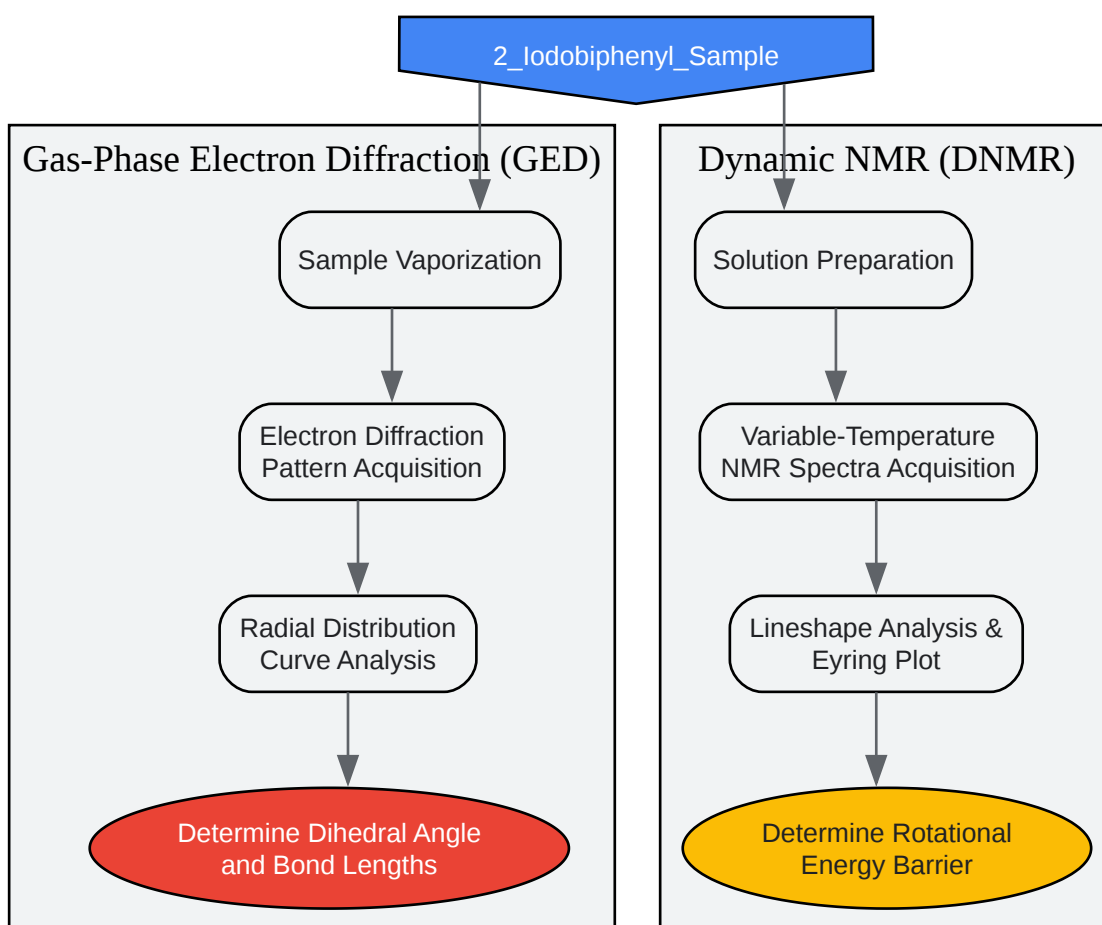 2_Iodobiphenyl_Sample
Gas-Phase Electron Diffraction (GED)
Sample Vaporization
Electron Diffraction
Pattern Acquisition
Radial Distribution
Curve Analysis
Determine Dihedral Angle
and Bond Lengths
Dynamic NMR (DNMR)
Solution Preparation
Variable-Temperature
NMR Spectra Acquisition
Lineshape Analysis &
Eyring Plot
Determine Rotational
Energy Barrier